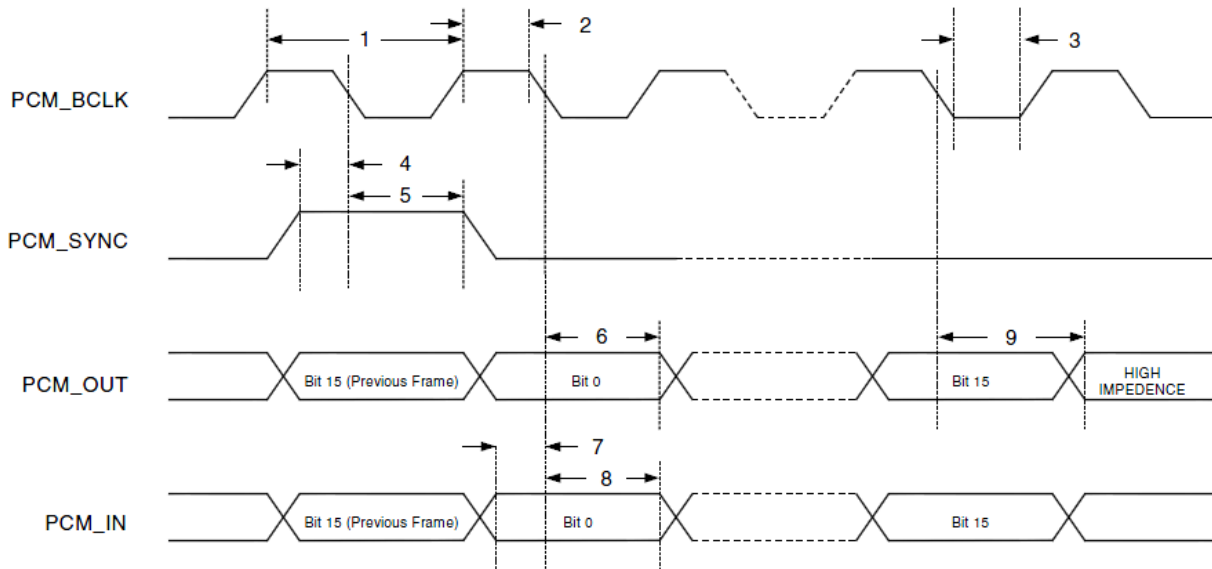 1
2
3
PCM_BCLK
4
5
PCM_SYNC
6
9
PCM_OUT
Bit 15 (Previous Frame)
Bit 0
Bit 15
HIGH
IMPEDENCE
7
8
PCM_IN
Bit 15 (Previous Frame)
Bit 0
Bit 15